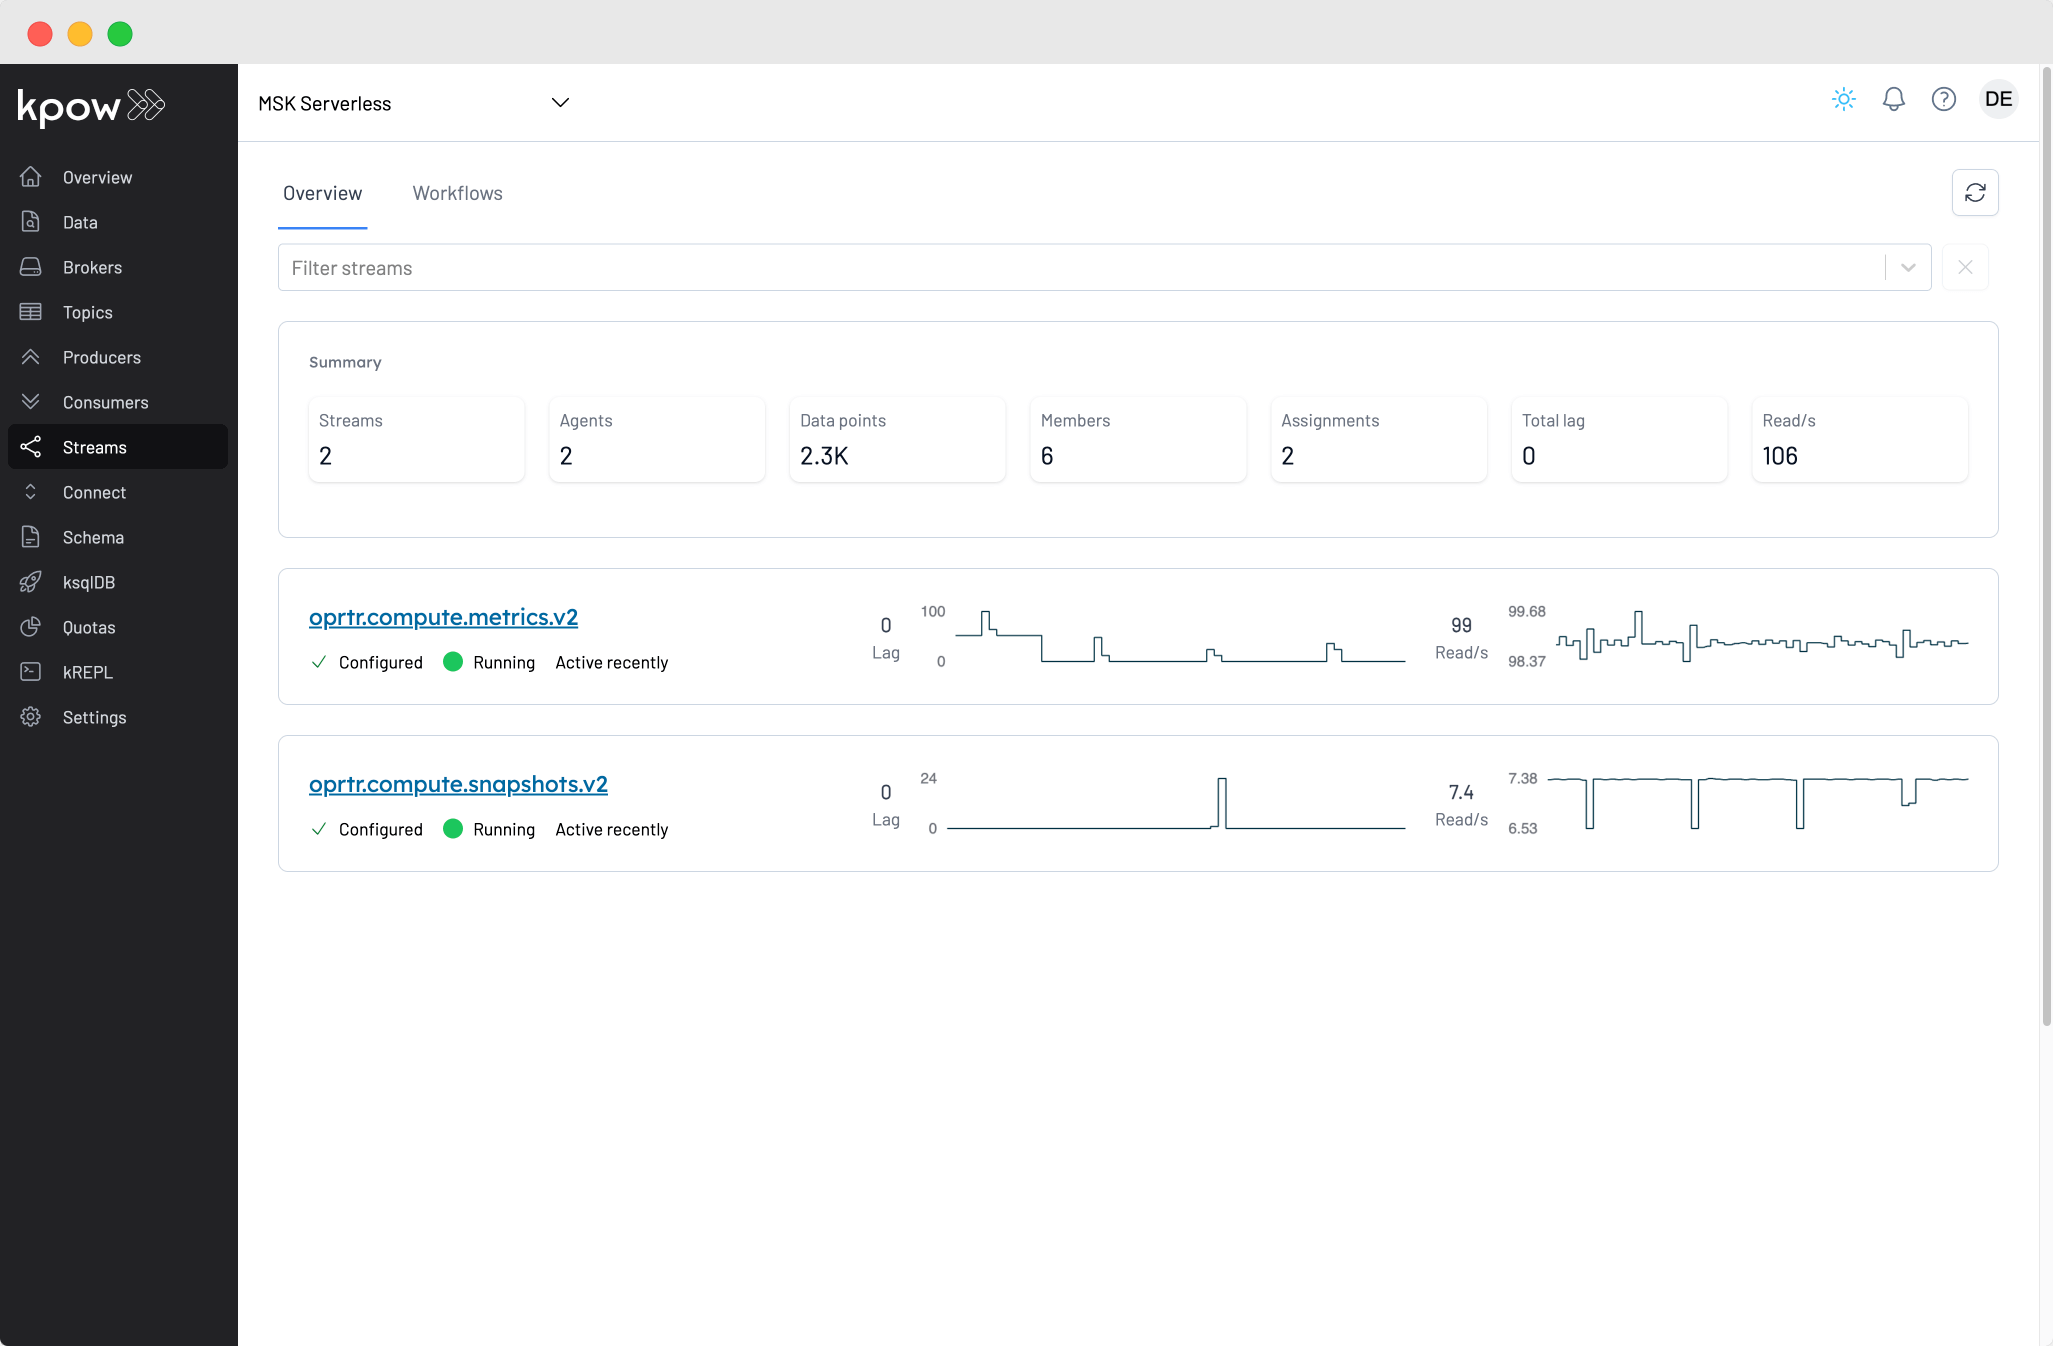 kpow
MSK Serverless
DE
Overview
Data
Brokers
Topics
Producers
Consumers
Streams
Connect
Schema
ksqlDB
Quotas
kREPL
Settings
Overview Workflows
Filter streams
Summary
Streams
2
Agents
2
Data points
2.3K
Members
6
Assignments
2
Total lag
0
Read/s
106
oprtr.compute.metrics.v2
Configured Running Active recently
0
Lag
100
0
99
Read/s
99.68
98.37
oprtr.compute.snapshots.v2
Configured Running Active recently
0
Lag
24
0
7.4
Read/s
7.38
6.53